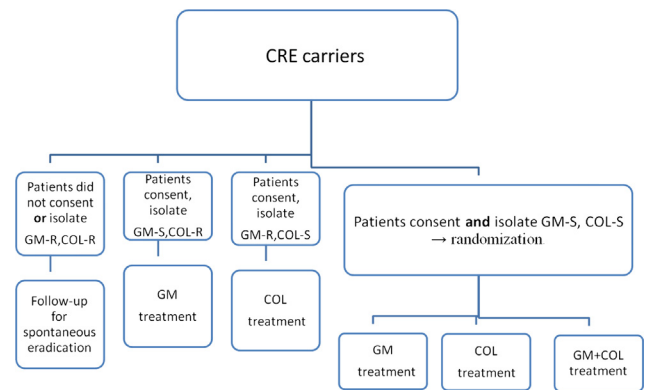 CRE carriers
Patients did
not consent
or isolate
GM-R,COL-R
Patients
consent,
isolate
GM-S,COL-R
Patients
consent,
isolate
GM-R,COL-S
Patients consent and isolate GM-S, COL-S
→ randomization
Follow-up
for
spontaneous
eradication
GM
treatment
COL
treatment
GM
treatment
COL
treatment
GM+COL
treatment